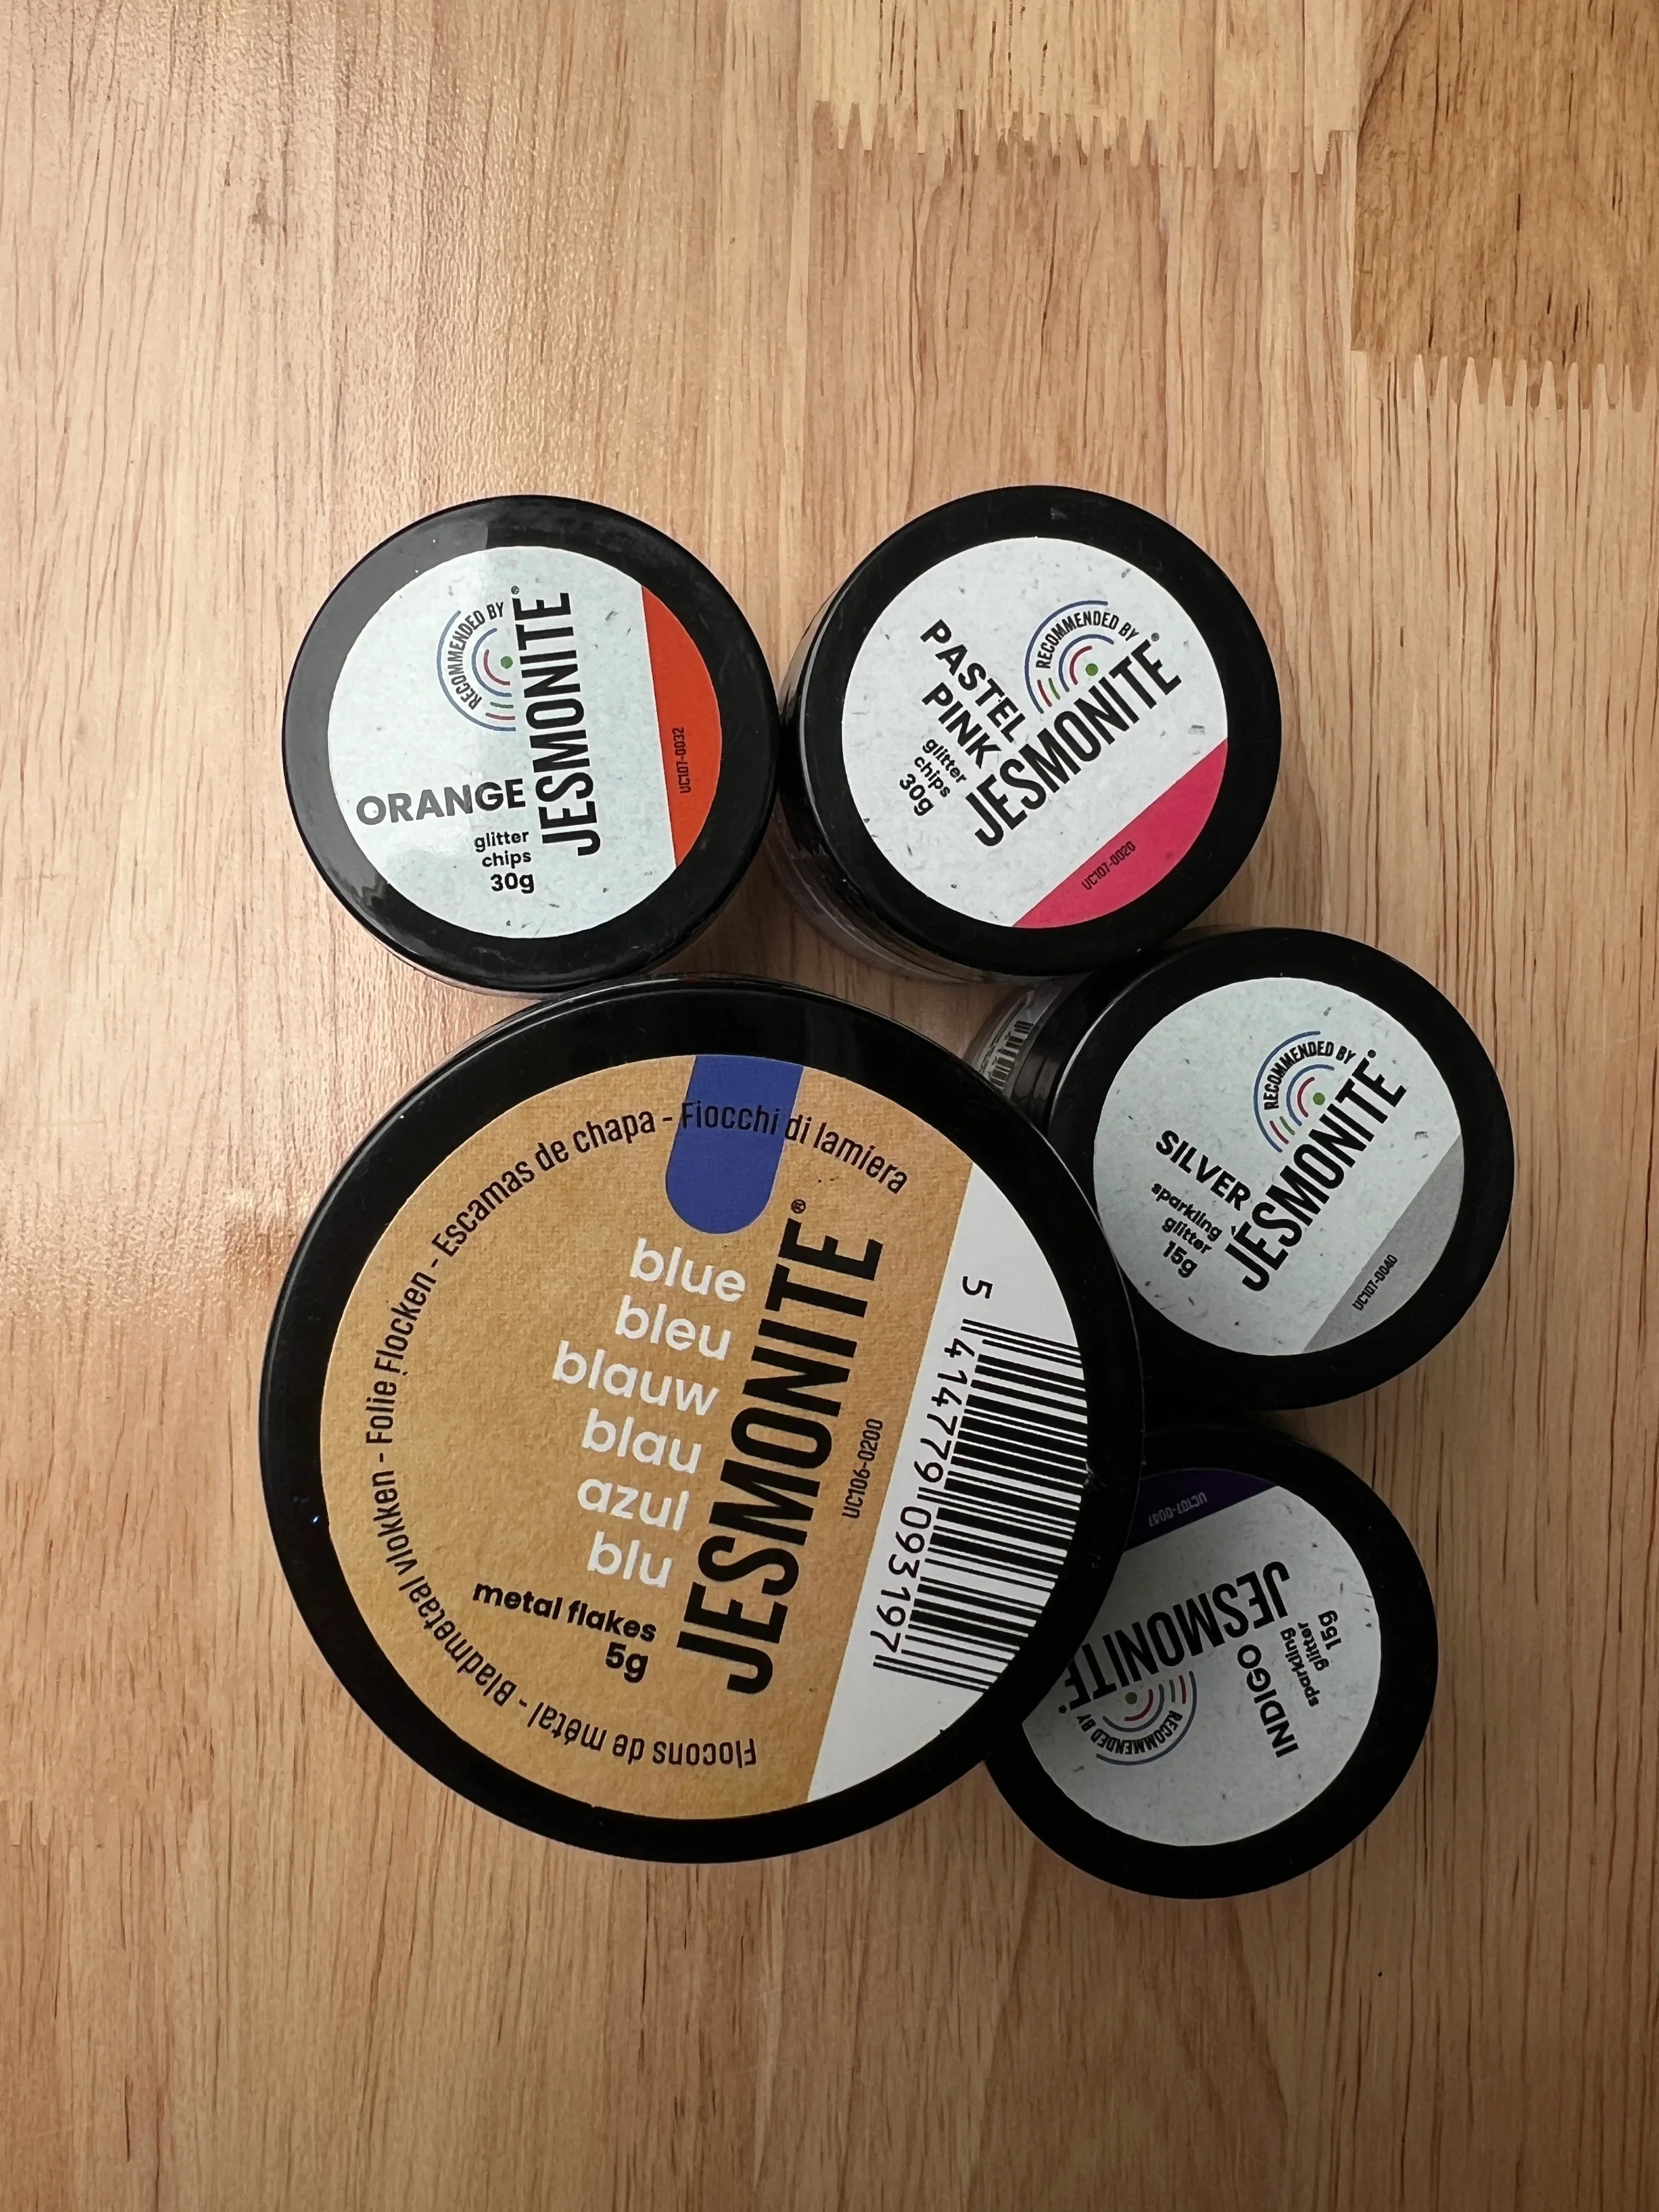 RECOMMENDED BY
JESMONITE®
ORANGE
glitter
chips
30g
UC107-0032
RECOMMENDED BY
JESMONITE®
PASTEL
PINK
glitter
chips
30g
UC107-0020
RECOMMENDED BY
JESMONITE®
SILVER
sparkling
glitter
15g
UC107-0040
Flocons de métal - Bladmetaal vlokken - Folie Flocken - Escamas de chapa - Fiocchi di lamiera
blue
bleu
blauw
blau
azul
blu
metal flakes
5g
JESMONITE®
UC106-0200
5 414779 093197
RECOMMENDED BY
JESMONITE
INDIGO
sparkling
glitter
15g